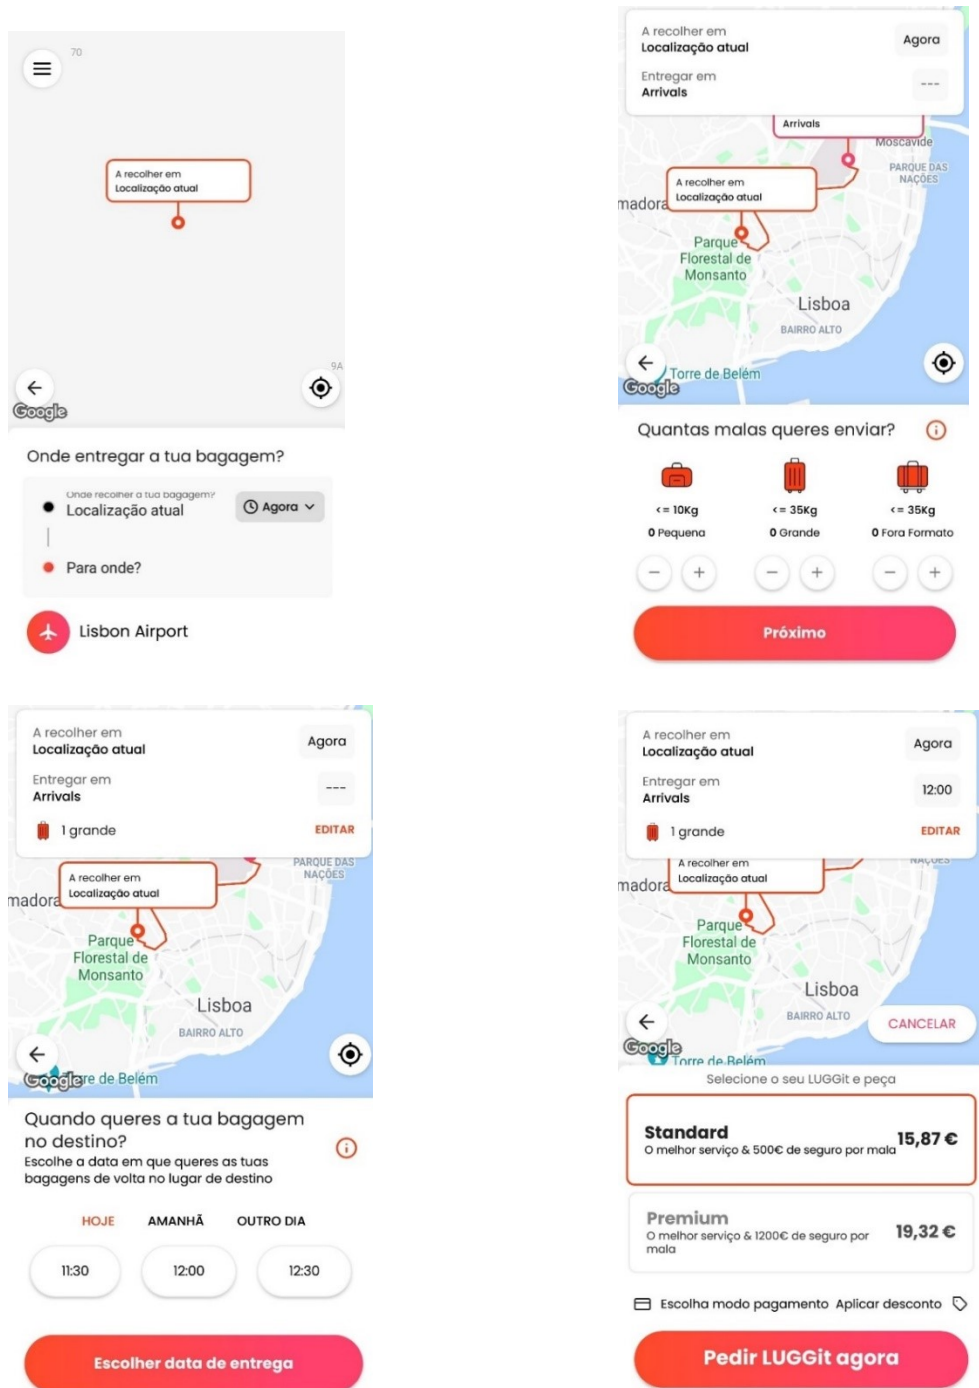 70
A recolher em
Localização atual
9A
Google
Onde entregar a tua bagagem?
Onde recolher a tua bagagem?
Localização atual
Agora
Para onde?
Lisbon Airport
A recolher em
Localização atual
Agora
Entregar em
Arrivals
---
Arrivals
Moscavide
PARQUE DAS
NAÇÕES
A recolher em
Localização atual
madora
Parque
Florestal de
Monsanto
Lisboa
BAIRRO ALTO
Torre de Belém
Google
Quantas malas queres enviar?
<= 10Kg
<= 35Kg
<= 35Kg
0 Pequena
0 Grande
0 Fora Formato
Próximo
A recolher em
Localização atual
Agora
Entregar em
Arrivals
---
1 grande
EDITAR
PARQUE DAS
NAÇÕES
A recolher em
Localização atual
madora
Parque
Florestal de
Monsanto
Lisboa
BAIRRO ALTO
Google
re de Belém
Quando queres a tua bagagem
no destino?
Escolhe a data em que queres as tuas
bagagens de volta no lugar de destino
HOJE
AMANHÃ
OUTRO DIA
11:30
12:00
12:30
Escolher data de entrega
A recolher em
Localização atual
Agora
Entregar em
Arrivals
12:00
1 grande
EDITAR
NAÇÕES
A recolher em
Localização atual
madora
Parque
Florestal de
Monsanto
Lisboa
BAIRRO ALTO
CANCELAR
Google
Torre de Belém
Selecione o seu LUGGit e peça
Standard
O melhor serviço & 500€ de seguro por mala
15,87 €
Premium
O melhor serviço & 1200€ de seguro por
mala
19,32 €
Escolha modo pagamento
Aplicar desconto
Pedir LUGGit agora